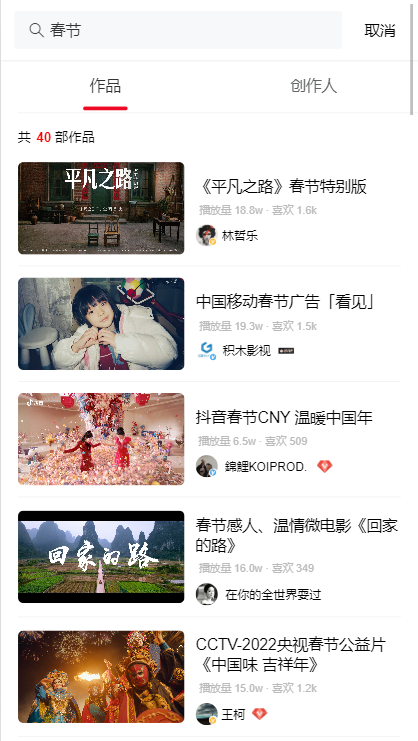 春节
取消
作品
创作人
共 40 部作品
平凡之路
《平凡之路》春节特别版
播放量 18.8w · 喜欢 1.6k
林哲乐
中国移动春节广告「看见」
播放量 19.3w · 喜欢 1.5k
积木影视
抖音春节CNY 温暖中国年
播放量 6.5w · 喜欢 509
錦鯉KOIPROD.
回家的路
春节感人、温情微电影《回家
的路》
播放量 16.0w · 喜欢 349
在你的全世界耍过
CCTV-2022央视春节公益片
《中国味 吉祥年》
播放量 15.0w · 喜欢 1.2k
王柯